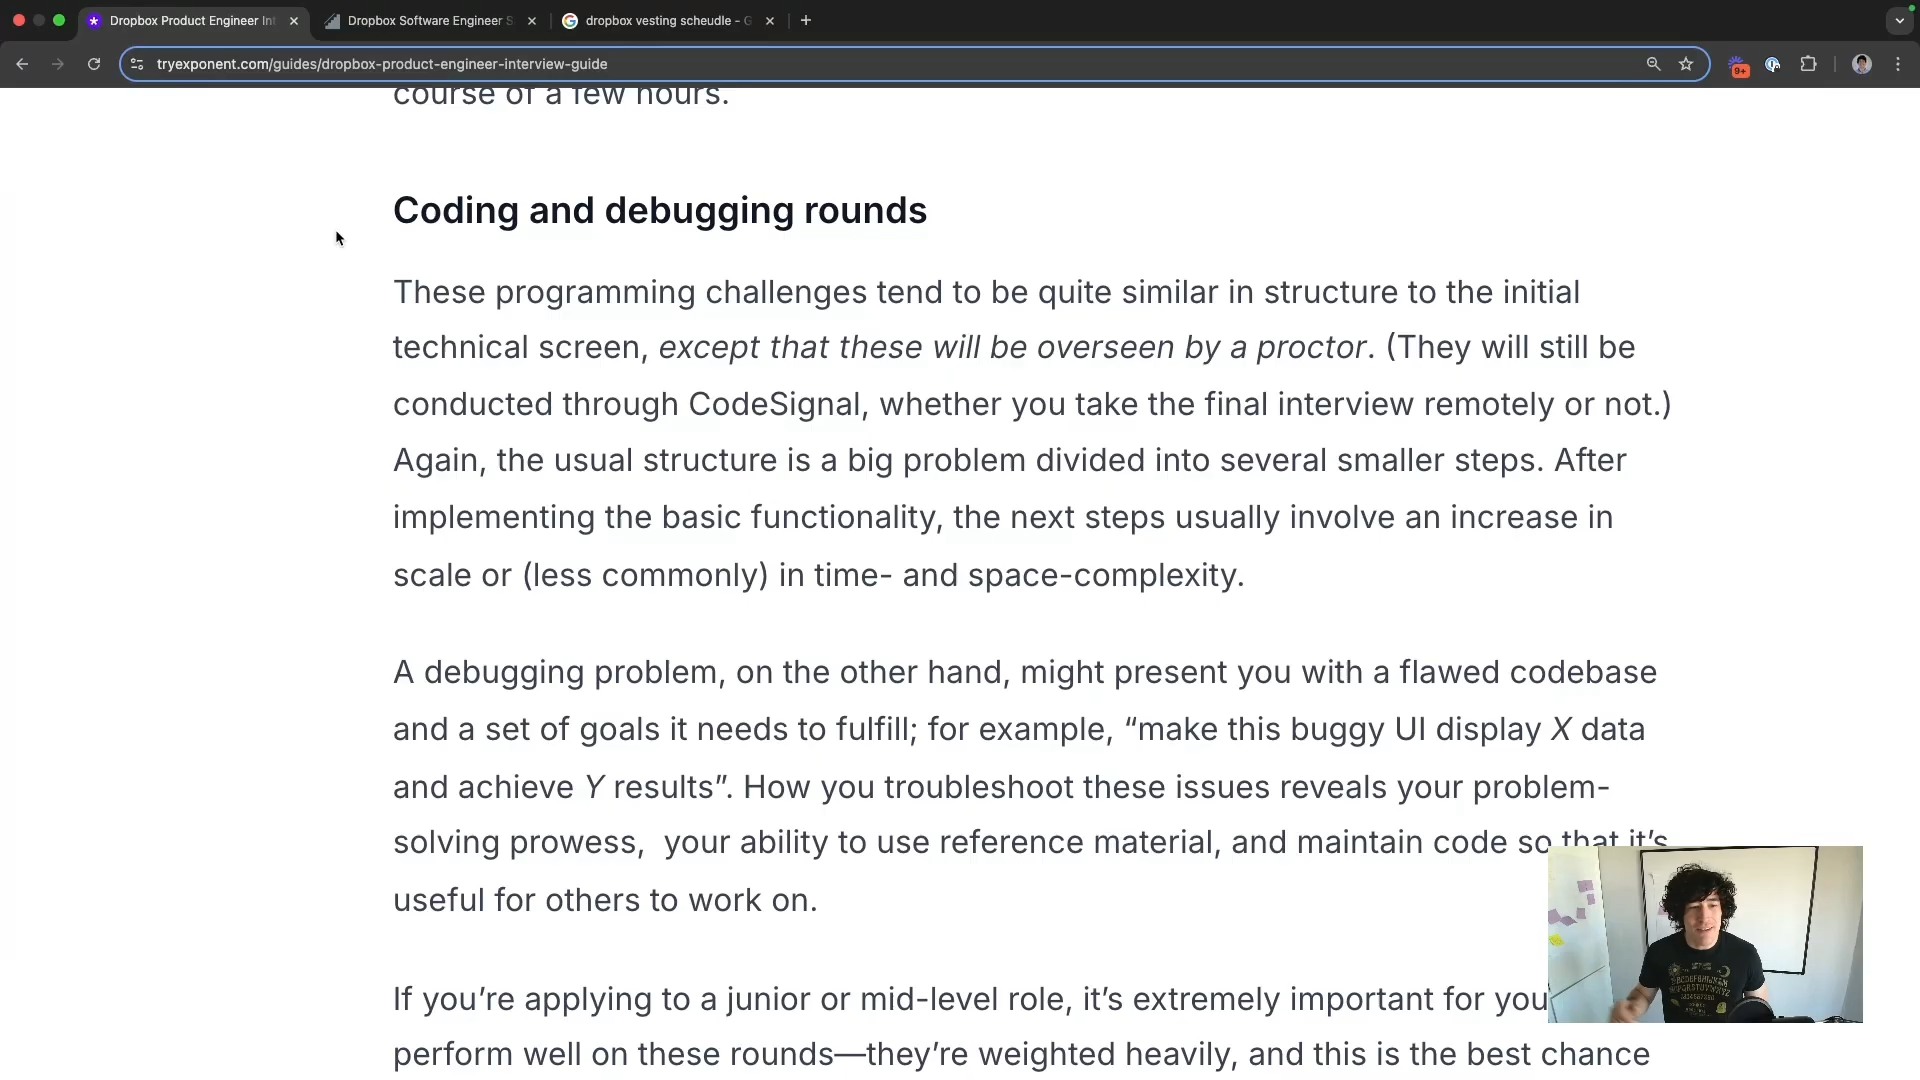 Dropbox Product Engineer Int
Dropbox Software Engineer S
dropbox vesting scheudle - G
tryexponent.com/guides/dropbox-product-engineer-interview-guide
9+
course of a few hours.
Coding and debugging rounds
These programming challenges tend to be quite similar in structure to the initial
technical screen, except that these will be overseen by a proctor. (They will still be
conducted through CodeSignal, whether you take the final interview remotely or not.)
Again, the usual structure is a big problem divided into several smaller steps. After
implementing the basic functionality, the next steps usually involve an increase in
scale or (less commonly) in time- and space-complexity.
A debugging problem, on the other hand, might present you with a flawed codebase
and a set of goals it needs to fulfill; for example, “make this buggy UI display X data
and achieve Y results”. How you troubleshoot these issues reveals your problem-
solving prowess,  your ability to use reference material, and maintain code so that it’s
useful for others to work on.
If you’re applying to a junior or mid-level role, it’s extremely important for you
perform well on these rounds—they’re weighted heavily, and this is the best chance